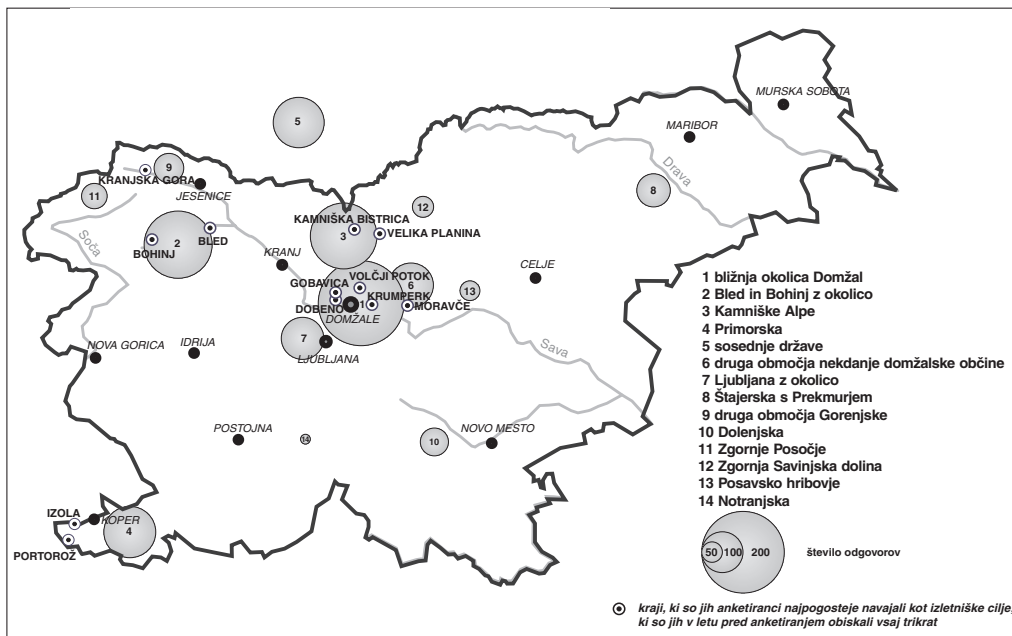 MURSKA SOBOTA
5
MARIBOR
Drava
9
KRANJSKA GORA
JESENICE
11
8
12
KAMNIŠKA BISTRICA
3
VELIKA PLANINA
Soča
2
BLED
BOHINJ
KRANJ
CELJE
VOLČJI POTOK
GOBAVICA
6
13
KRUMPERK
1
DOBENO
MORAVČE
DOMŽALE
7
LJUBLJANA
Sava
NOVA GORICA
IDRIJA
POSTOJNA
14
10
NOVO MESTO
IZOLA
KOPER
4
PORTOROŽ
1 bližnja okolica Domžal
2 Bled in Bohinj z okolico
3 Kamniške Alpe
4 Primorska
5 sosednje države
6 druga območja nekdanje domžalske občine
7 Ljubljana z okolico
8 Štajerska s Prekmurjem
9 druga območja Gorenjske
10 Dolenjska
11 Zgornje Posočje
12 Zgornja Savinjska dolina
13 Posavsko hribovje
14 Notranjska
50 100 200 število odgovorov
kraji, ki so jih anketiranci najpogosteje navajali kot izletniške cilje,
ki so jih v letu pred anketiranjem obiskali vsaj trikrat